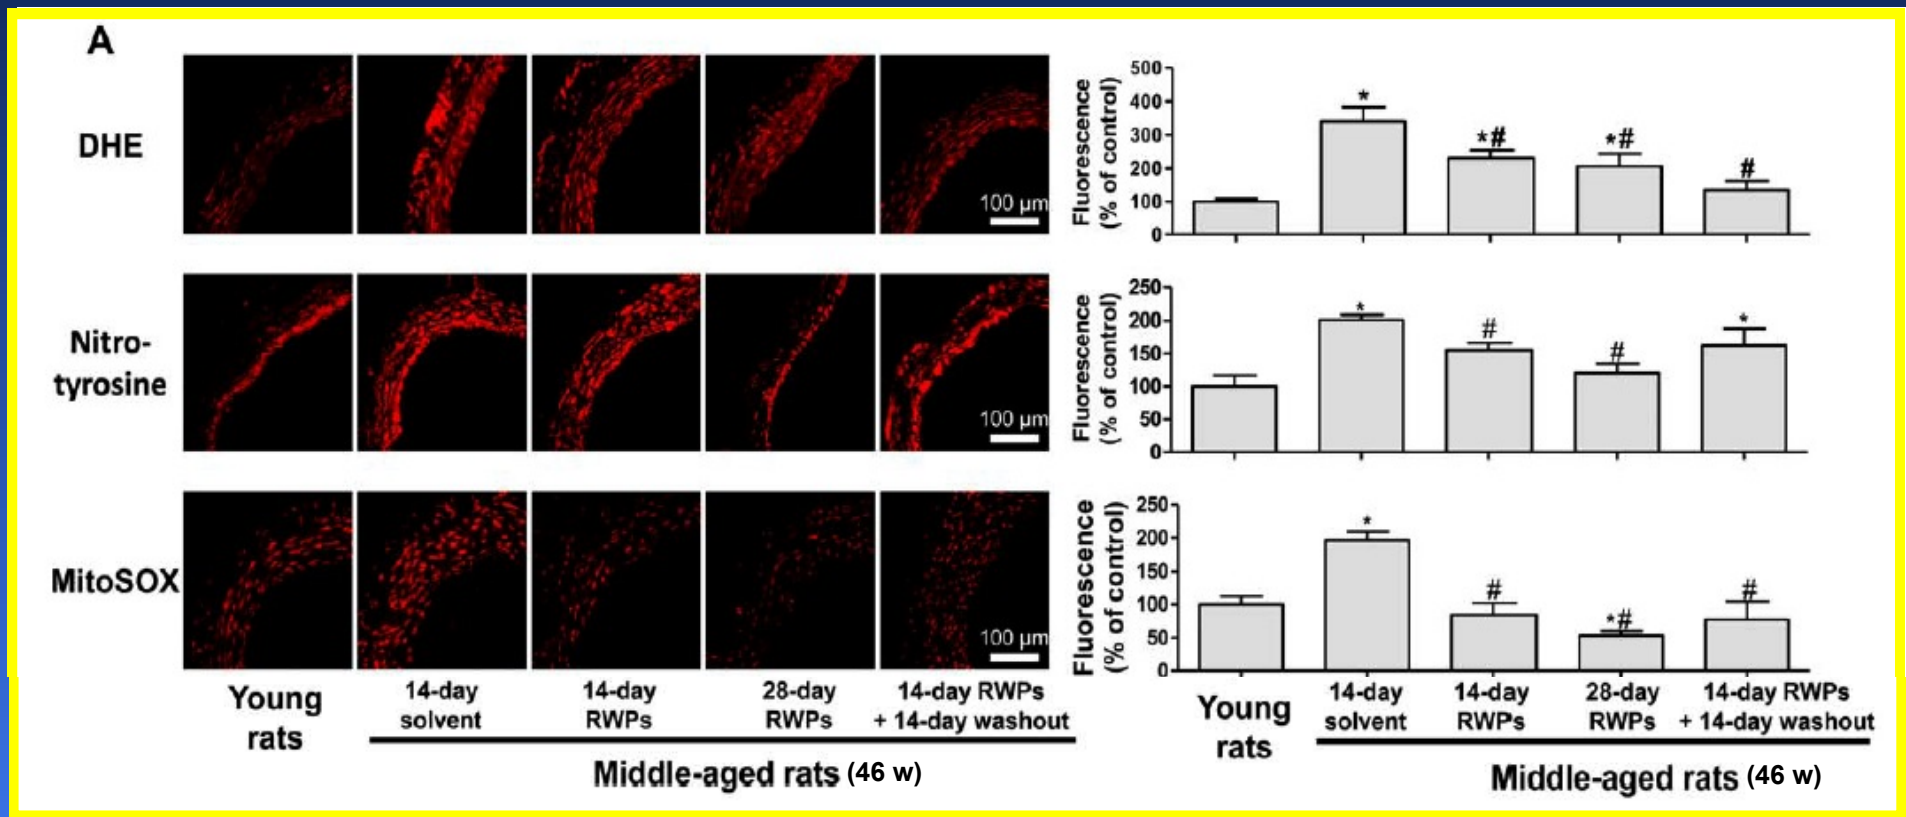 A
DHE
100 µm
Fluorescence
(% of control)
500
400
300
200
100
0
*
*#
*#
#
Nitro-
tyrosine
100 µm
Fluorescence
(% of control)
250
200
150
100
50
0
*
#
#
*
MitoSOX
100 µm
Fluorescence
(% of control)
250
200
150
100
50
0
*
#
*#
#
Young
rats
14-day
solvent
14-day
RWPs
28-day
RWPs
14-day RWPs
+ 14-day washout
Middle-aged rats (46 w)
Young
rats
14-day
solvent
14-day
RWPs
28-day
RWPs
14-day RWPs
+ 14-day washout
Middle-aged rats (46 w)